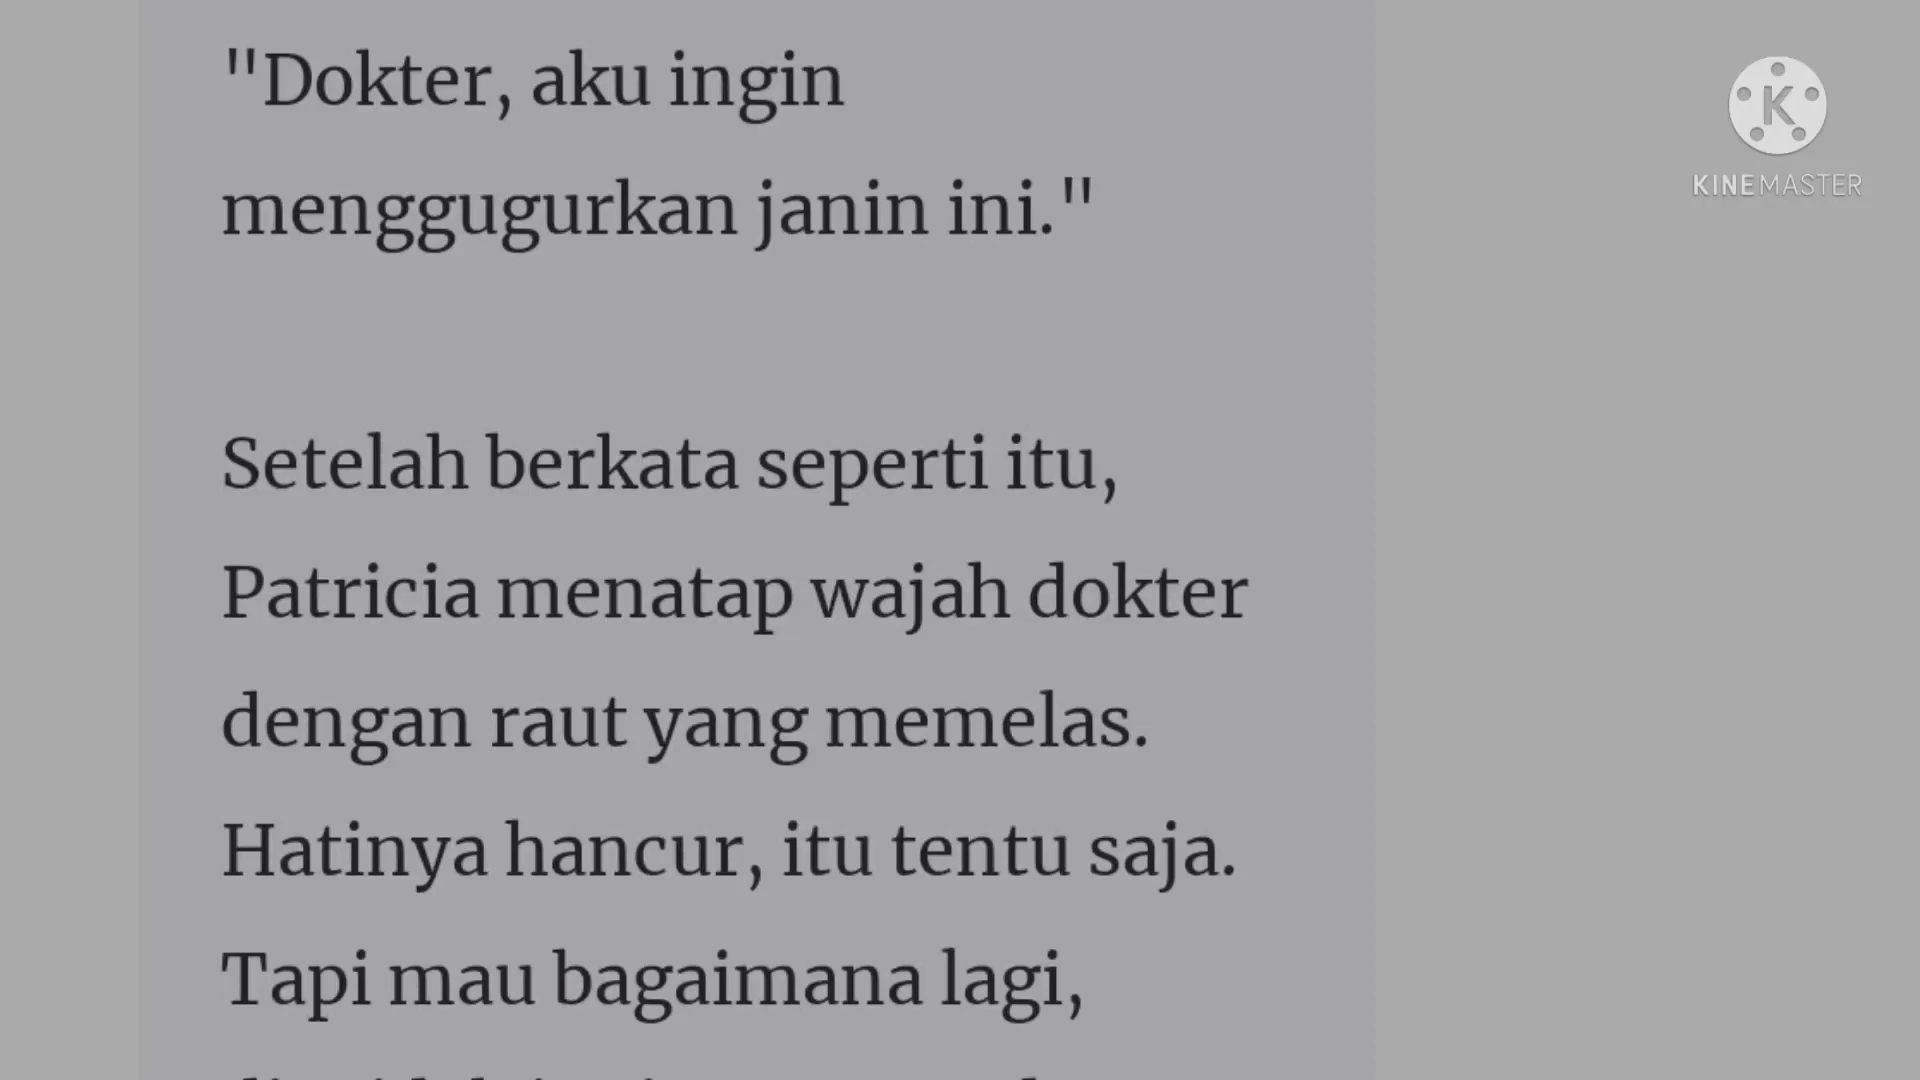 "Dokter, aku ingin
menggugurkan janin ini."
Setelah berkata seperti itu,
Patricia menatap wajah dokter
dengan raut yang memelas.
Hatinya hancur, itu tentu saja.
Tapi mau bagaimana lagi,
K
KINEMASTER